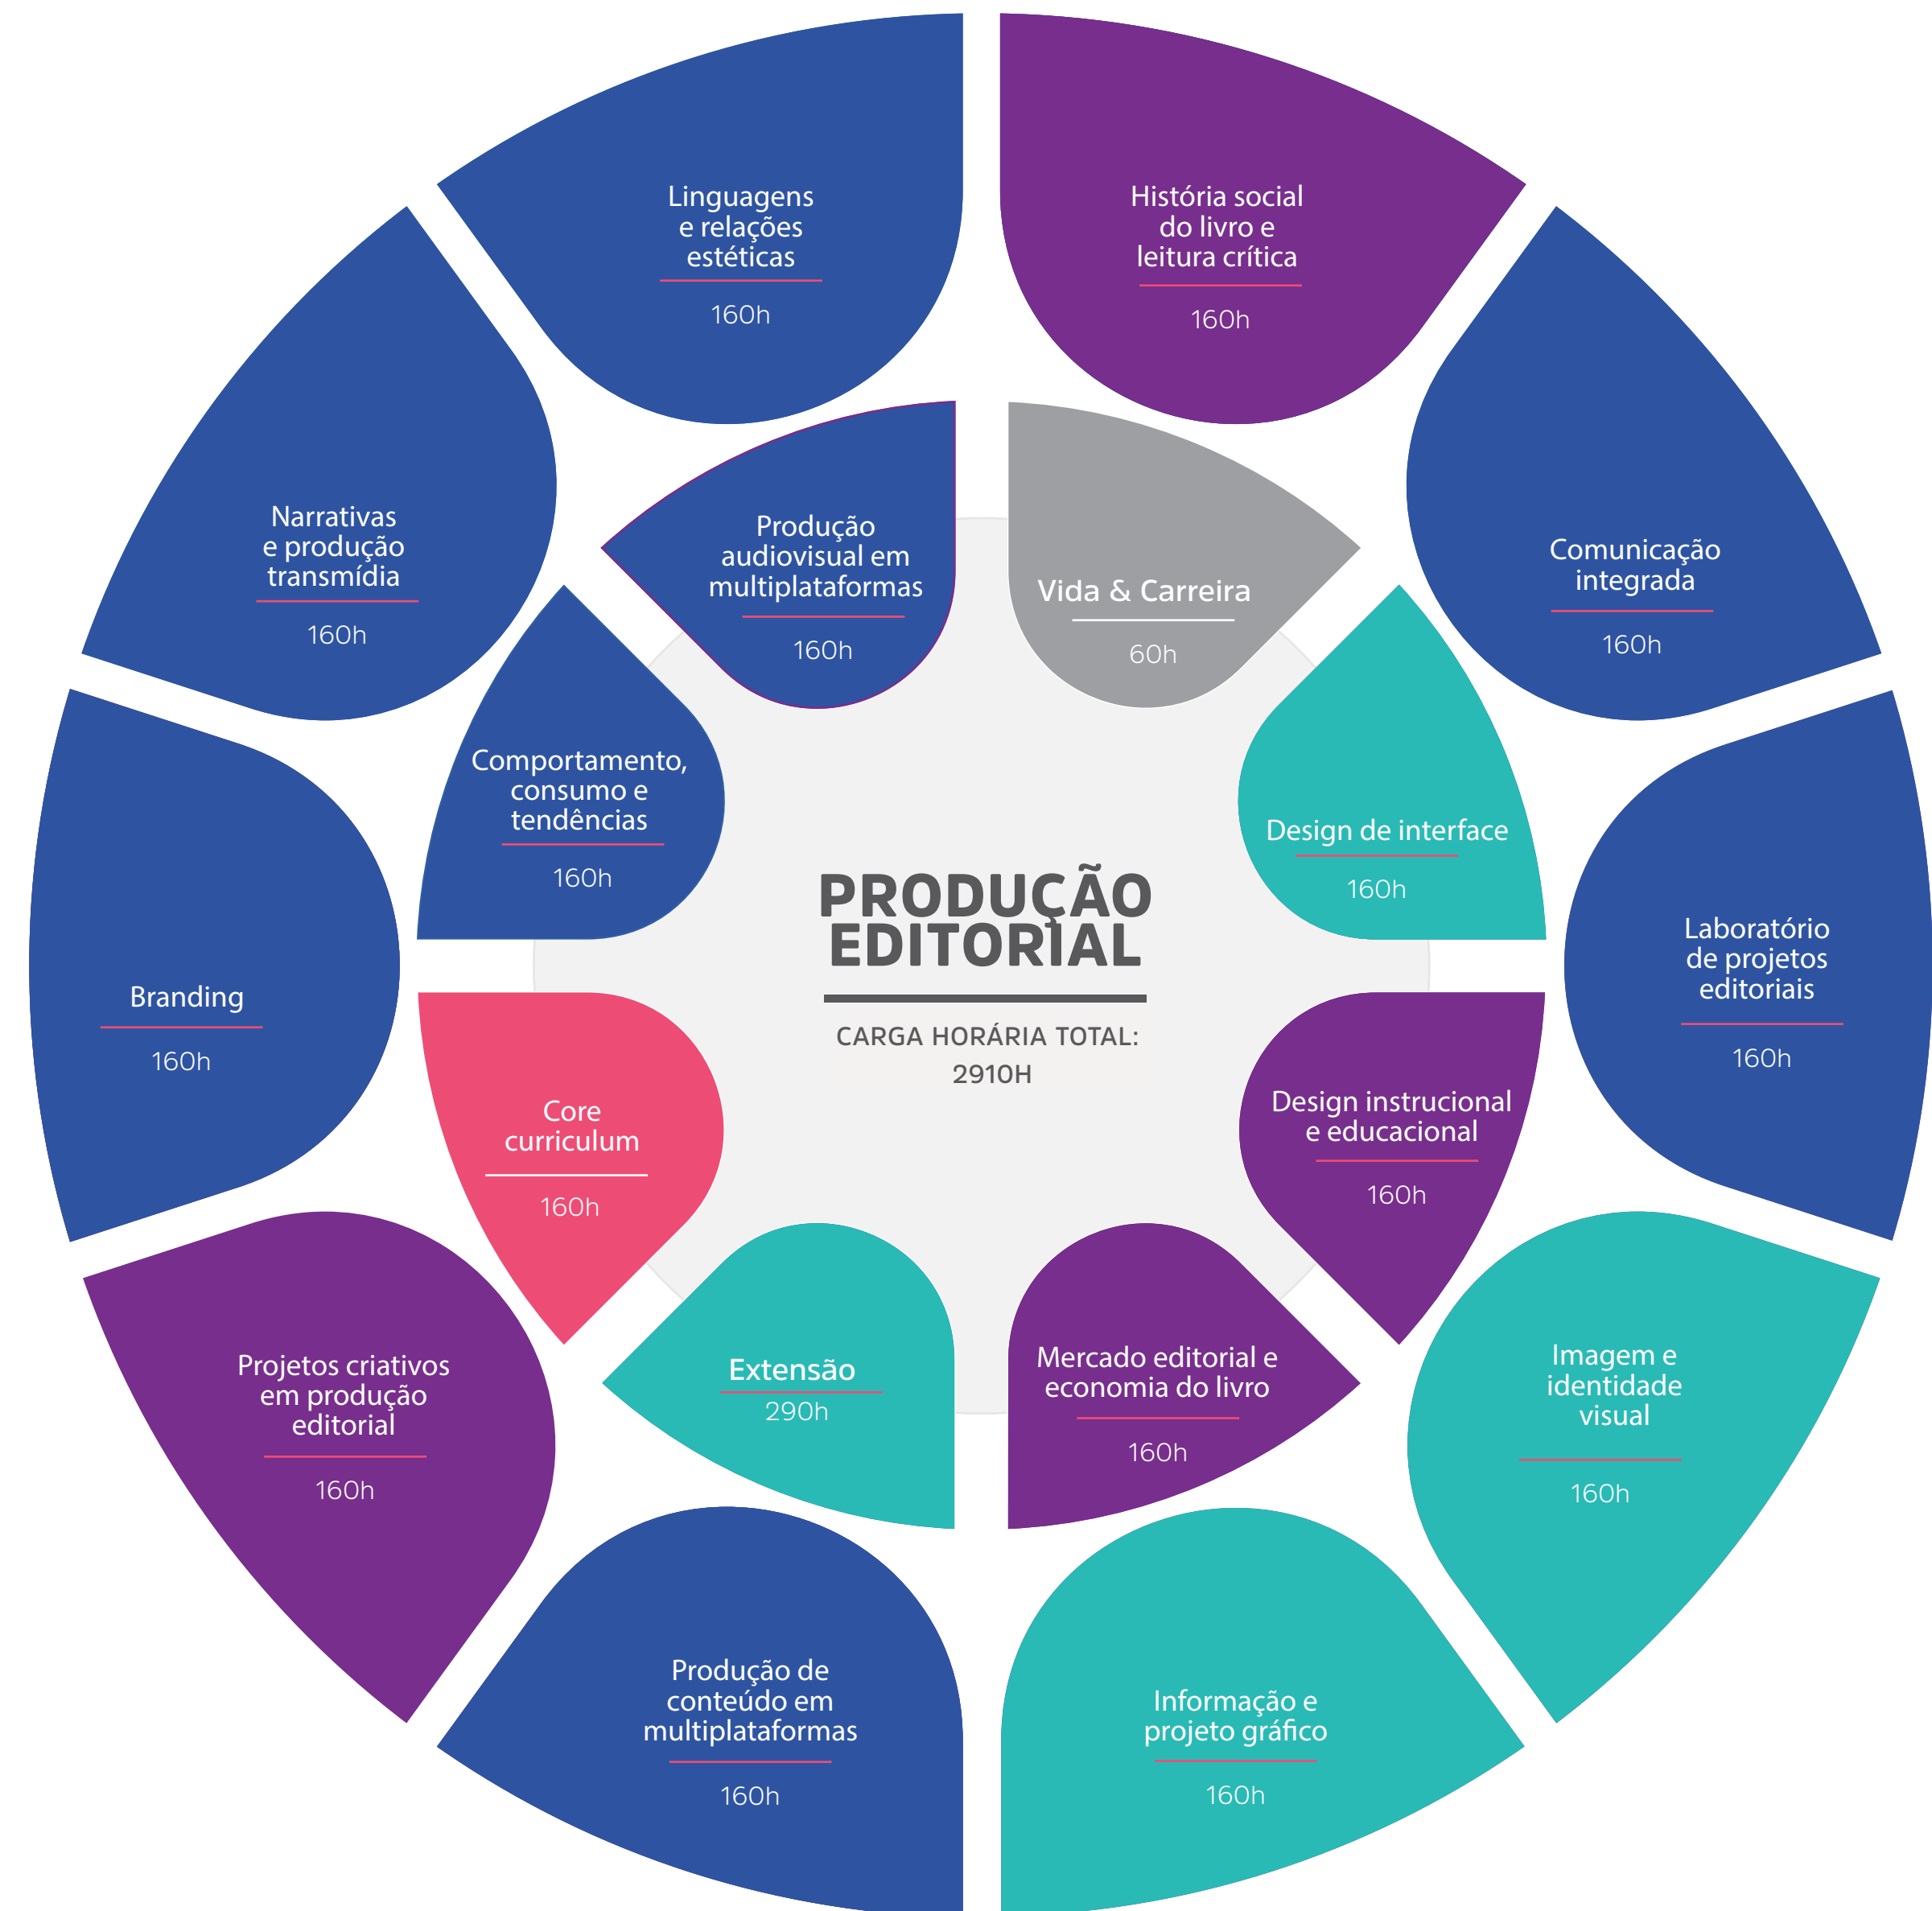 Linguagens
e relações
estéticas
160h
História social
do livro e
leitura crítica
160h
Narrativas
e produção
transmídia
160h
Produção
audiovisual em
multiplataformas
160h
Vida & Carreira
60h
Comunicação
integrada
160h
Comportamento,
consumo e
tendências
160h
Design de interface
160h
PRODUÇÃO
EDITORIAL
CARGA HORÁRIA TOTAL:
2910H
Branding
160h
Laboratório
de projetos
editoriais
160h
Core
curriculum
160h
Design instrucional
e educacional
160h
Projetos criativos
em produção
editorial
160h
Extensão
290h
Mercado editorial e
economia do livro
160h
Imagem e
identidade
visual
160h
Produção de
conteúdo em
multiplataformas
160h
Informação e
projeto gráfico
160h